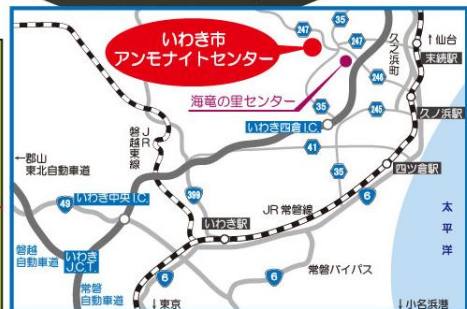 いわき市
アンモナイトセンター
海竜の里センター
247
35
247
久之浜町
↑仙台
末続駅
246
久ノ浜駅
35
245
いわき四倉I.C.
41
35
四ツ倉駅
JR
磐越東線
←郡山
東北自動車道
いわき中央I.C.
49
399
いわき駅
JR常磐線
6
太平洋
磐越
自動車道
いわき
J.C.T.
常磐
自動車道
6
↓東京
6
常磐バイパス
↓小名浜港